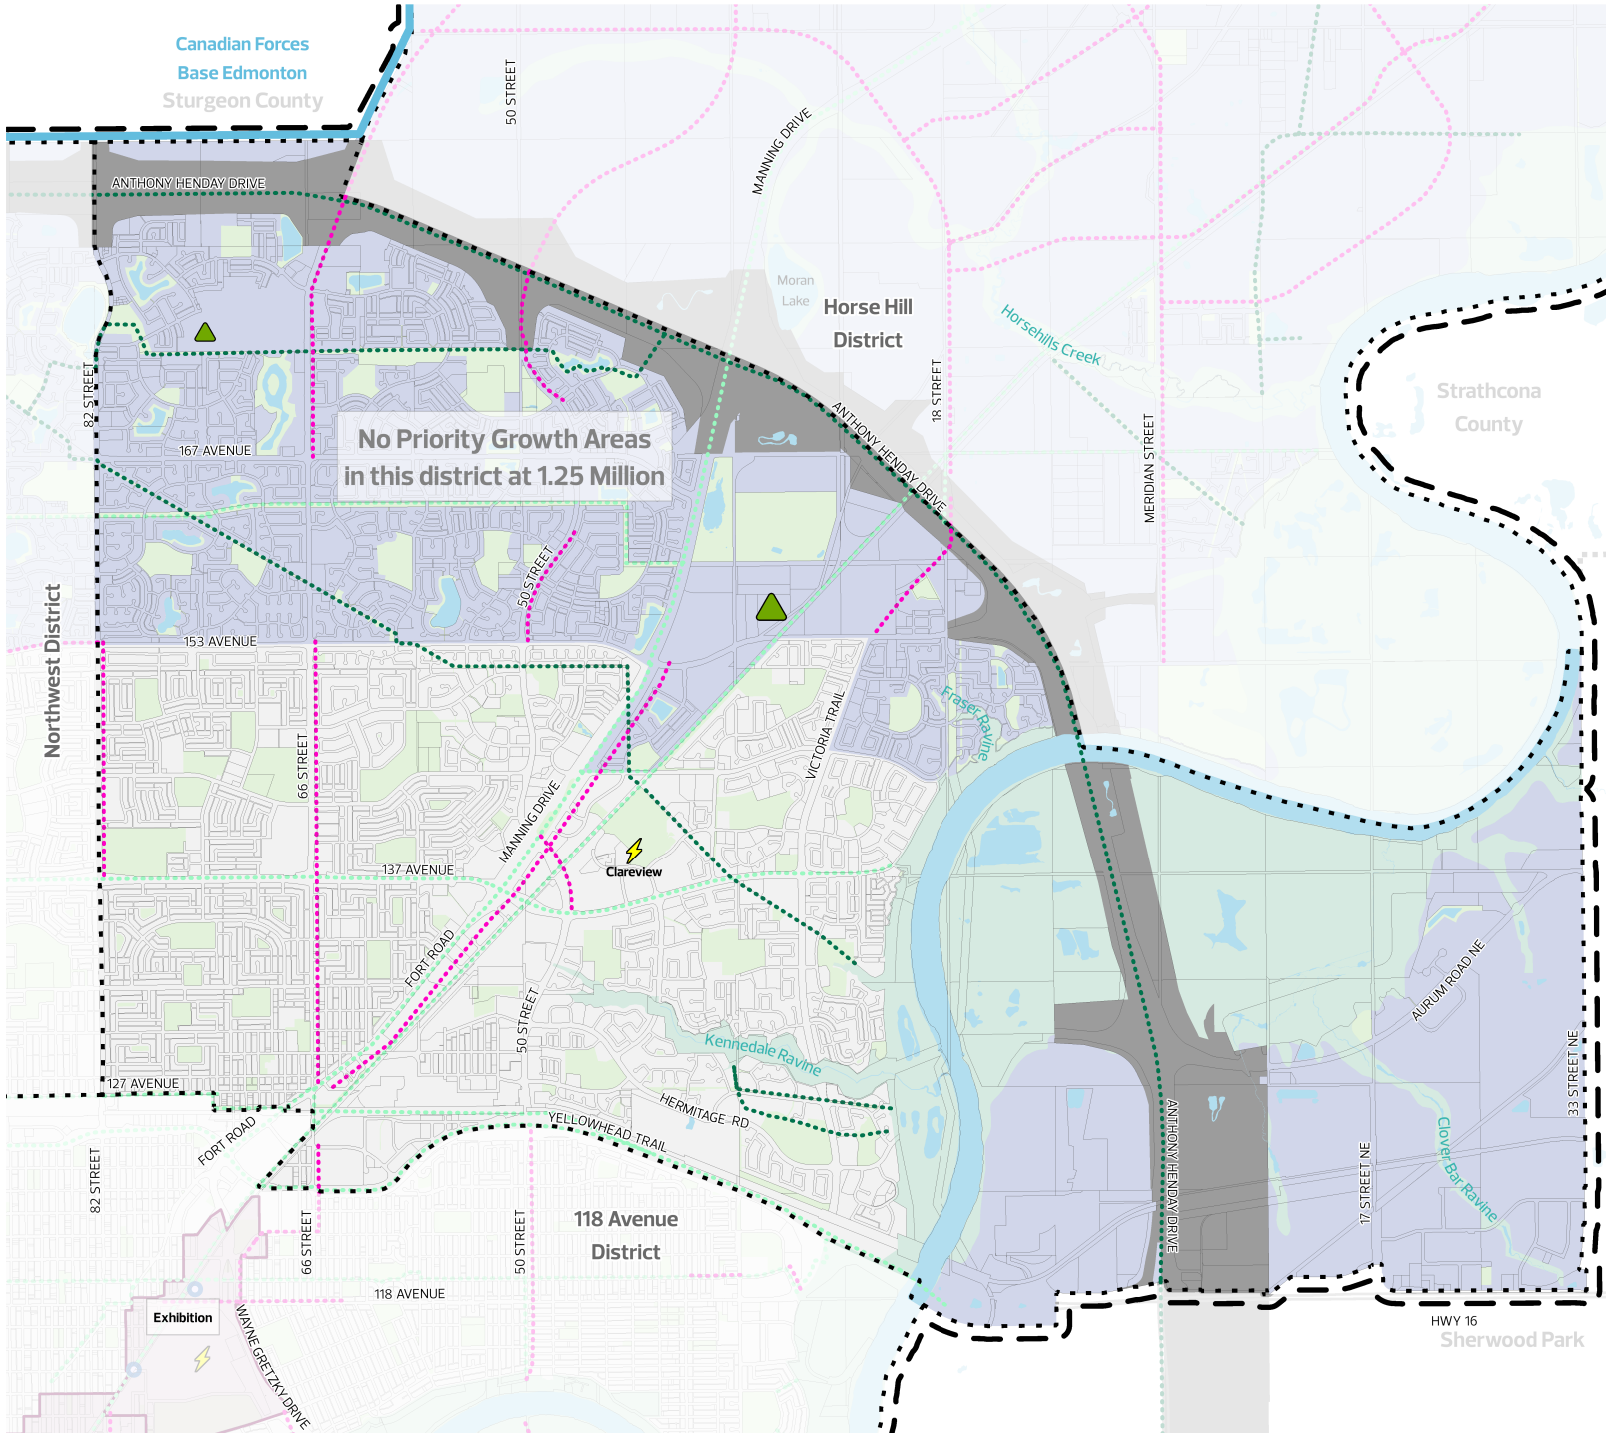 Canadian Forces
Base Edmonton
Sturgeon County
50 STREET
MANNING DRIVE
ANTHONY HENDAY DRIVE
Moran
Lake
Horse Hill
District
Horsehills Creek
Strathcona
County
82 STREET
18 STREET
MERIDIAN STREET
ANTHONY HENDAY DRIVE
No Priority Growth Areas
in this district at 1.25 Million
167 AVENUE
50 STREET
Northwest District
153 AVENUE
Fraser Ravine
VICTORIA TRAIL
66 STREET
MANNING DRIVE
137 AVENUE
Clareview
FORT ROAD
AURUM ROAD NE
50 STREET
Kennedale Ravine
33 STREET NE
127 AVENUE
HERMITAGE RD
YELLOWHEAD TRAIL
FORT ROAD
ANTHONY HENDAY DRIVE
17 STREET NE
Clover Bar Ravine
82 STREET
66 STREET
50 STREET
118 Avenue
District
118 AVENUE
Exhibition
WAYNE GRETZKY DRIVE
HWY 16
Sherwood Park